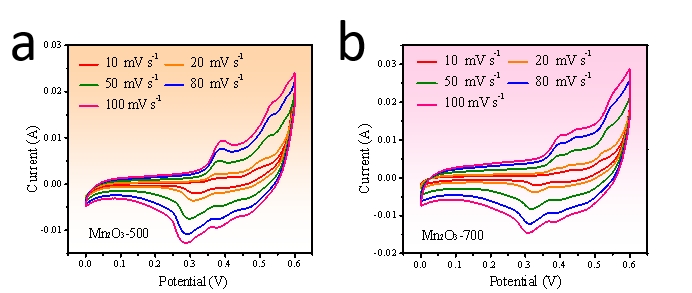 a
0.03
0.02
0.01
0.00
-0.01
Current (A)
10 mV s⁻¹ 20 mV s⁻¹
50 mV s⁻¹ 80 mV s⁻¹
100 mV s⁻¹
Mn₂O₃-500
0.0 0.1 0.2 0.3 0.4 0.5 0.6
Potential (V)
b
0.03
0.02
0.01
0.00
-0.01
-0.02
Current (A)
10 mV s⁻¹ 20 mV s⁻¹
50 mV s⁻¹ 80 mV s⁻¹
100 mV s⁻¹
Mn₂O₃-700
0.0 0.1 0.2 0.3 0.4 0.5 0.6
Potential (V)